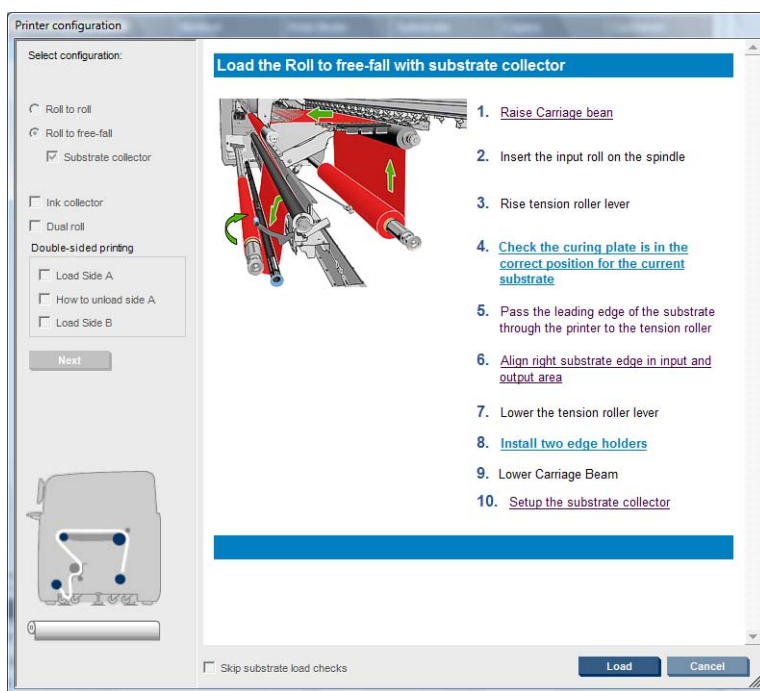 Printer configuration
Select configuration:
Roll to roll
Roll to free-fall
Substrate collector
Ink collector
Dual roll
Double-sided printing
Load Side A
How to unload side A
Load Side B
Next
Load the Roll to free-fall with substrate collector
1. Raise Carriage bean
2. Insert the input roll on the spindle
3. Rise tension roller lever
4. Check the curing plate is in the
correct position for the current
substrate
5. Pass the leading edge of the substrate
through the printer to the tension roller
6. Align right substrate edge in input and
output area
7. Lower the tension roller lever
8. Install two edge holders
9. Lower Carriage Beam
10. Setup the substrate collector
Skip substrate load checks
Load
Cancel